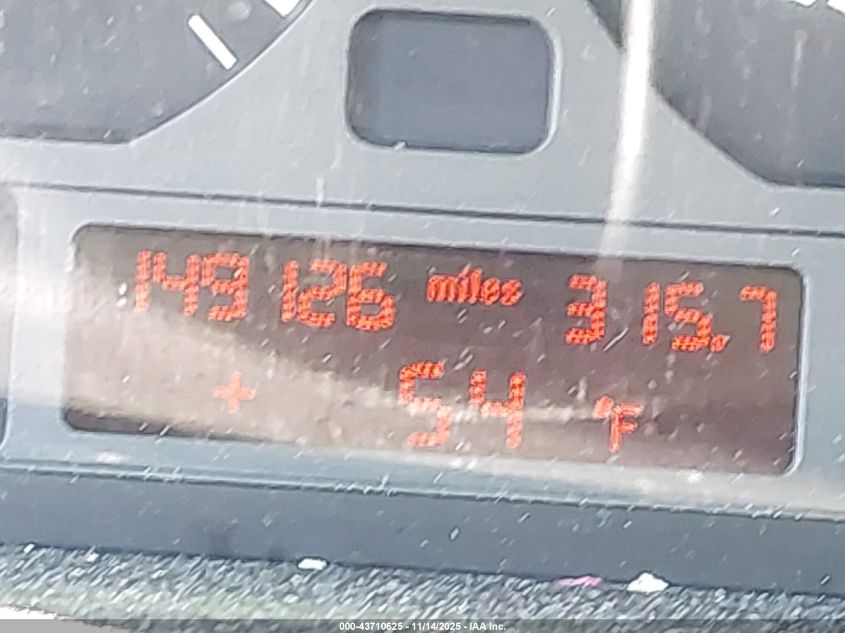 149126 miles 315.7
+ 54 °F
000-43710625 - 11/14/2025 - IAA Inc.